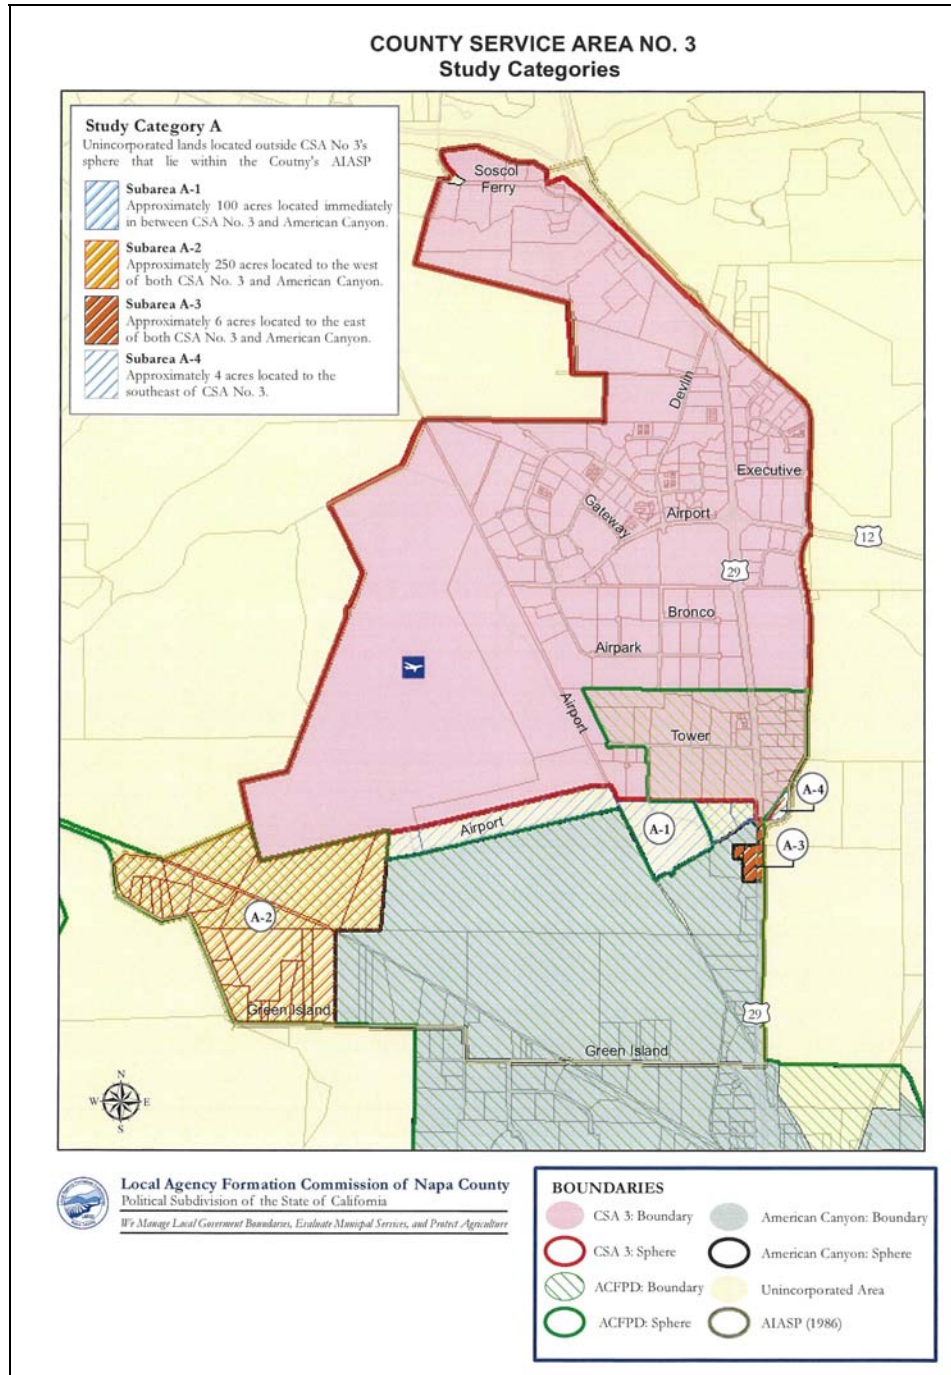 COUNTY SERVICE AREA NO. 3
Study Categories
Study Category A
Unincorporated lands located outside CSA No 3's
sphere that lie within the Coutny's AIASP
Subarea A-1
Approximately 100 acres located immediately
in between CSA No. 3 and American Canyon.
Subarea A-2
Approximately 250 acres located to the west
of both CSA No. 3 and American Canyon.
Subarea A-3
Approximately 6 acres located to the east
of both CSA No. 3 and American Canyon.
Subarea A-4
Approximately 4 acres located to the
southeast of CSA No. 3.
Soscol
Ferry
Devlin
Executive
Gateway
Airport
12
29
Bronco
Airpark
Airport
Tower
A-4
Airport
A-1
A-3
A-2
Green Island
29
Green Island
N
W E
S
Local Agency Formation Commission of Napa County
Political Subdivision of the State of California
We Manage Local Goverment Boundaries, Evaluate Municipal Services, and Protect Agriculture
BOUNDARIES
CSA 3: Boundary
American Canyon: Boundary
CSA 3: Sphere
American Canyon: Sphere
ACFPD: Boundary
Unincorporated Area
ACFPD: Sphere
AIASP (1986)